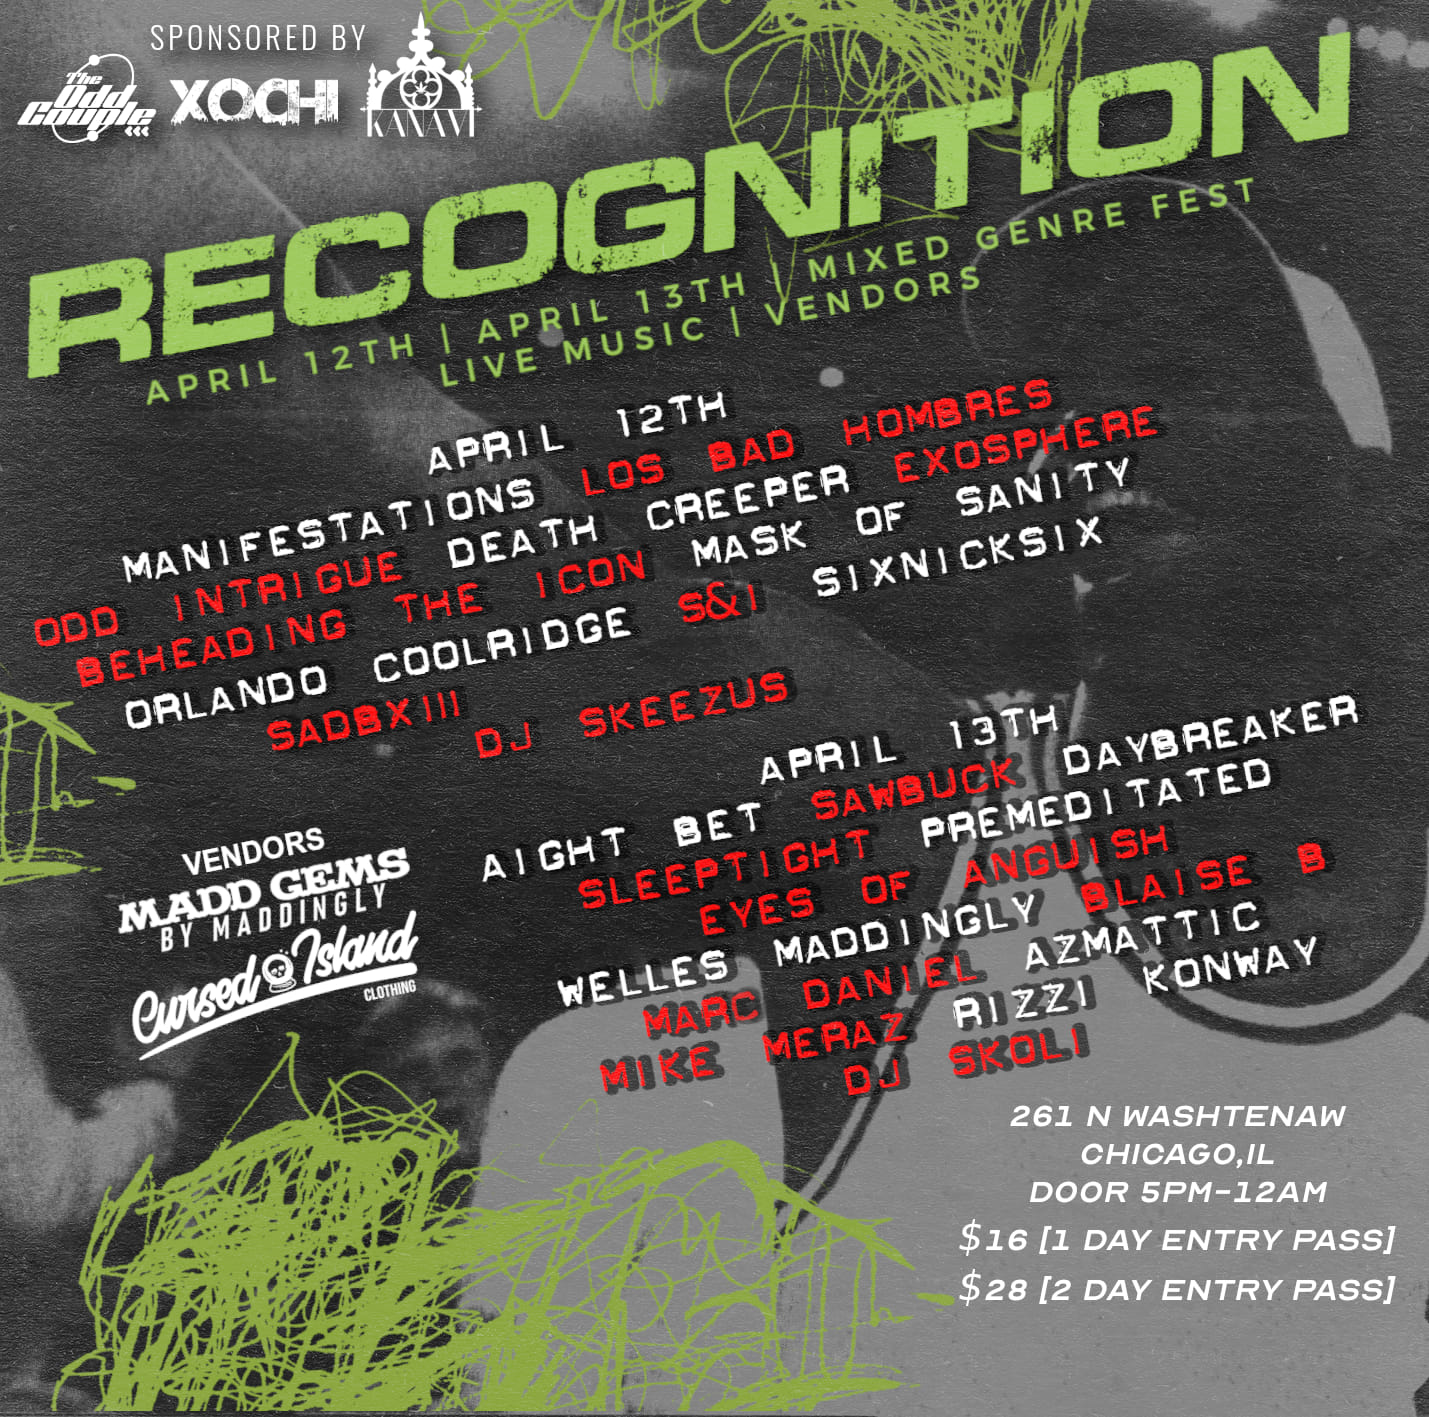 SPONSORED BY
The Odd Couple
XOCHI
KANAVI
RECOGNITION
APRIL 12TH | APRIL 13TH | MIXED GENRE FEST
LIVE MUSIC | VENDORS
APRIL 12TH
MANIFESTATIONS LOS BAD HOMBRES
ODD INTRIGUE DEATH CREEPER EXOSPHERE
BEHEADING THE ICON MASK OF SANITY
ORLANDO COOLRIDGE S&I SIXNICKSIX
SADBXIII DJ SKEEZUS
APRIL 13TH
AIGHT BET SAWBUCK DAYBREAKER
SLEEPTIGHT PREMEDITATED
EYES OF ANGUISH
WELLES MADDINGLY BLAISE B
MARC DANIEL AZMATTIC
MIKE MERAZ RIZZI KONWAY
DJ SKOLI
VENDORS
MADD GEMS
BY MADDINGLY
Cursed Island
CLOTHING
261 N WASHTENAW
CHICAGO,IL
DOOR 5PM-12AM
$16 [1 DAY ENTRY PASS]
$28 [2 DAY ENTRY PASS]